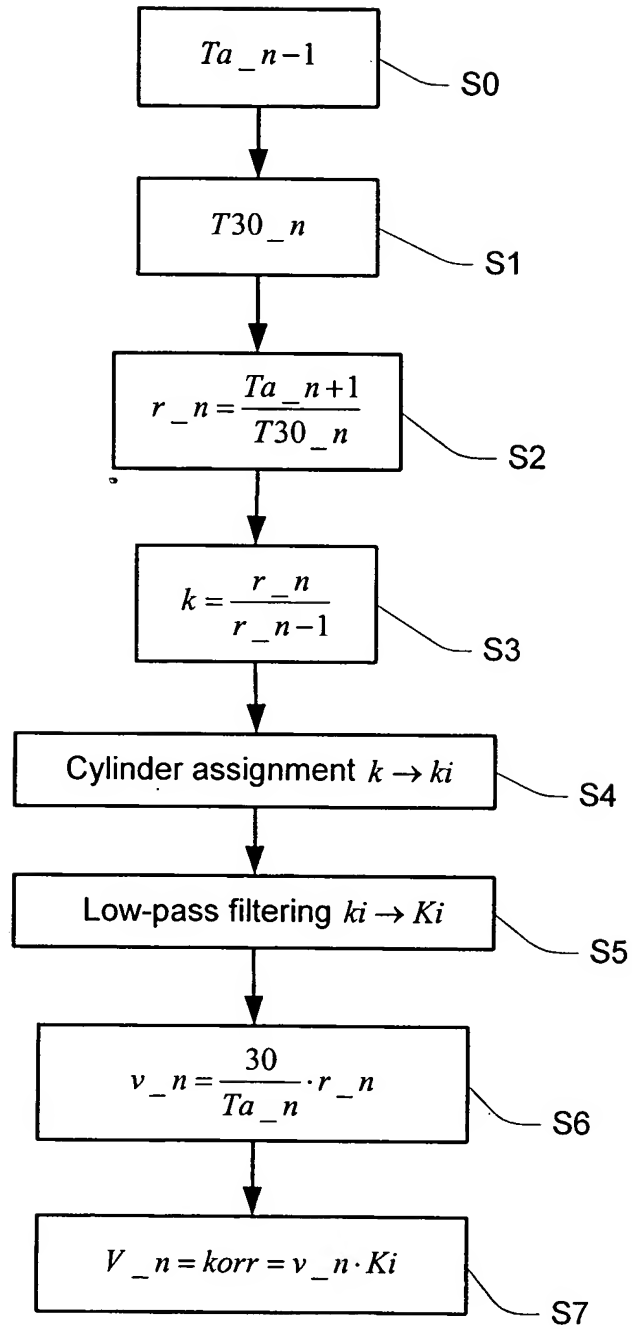 Ta_n-1
S0
T30_n
S1
r_n = Ta_n+1 / T30_n
S2
k = r_n / r_n-1
S3
Cylinder assignment k → ki
S4
Low-pass filtering ki → Ki
S5
v_n = 30 / Ta_n · r_n
S6
V_n = korr = v_n · Ki
S7